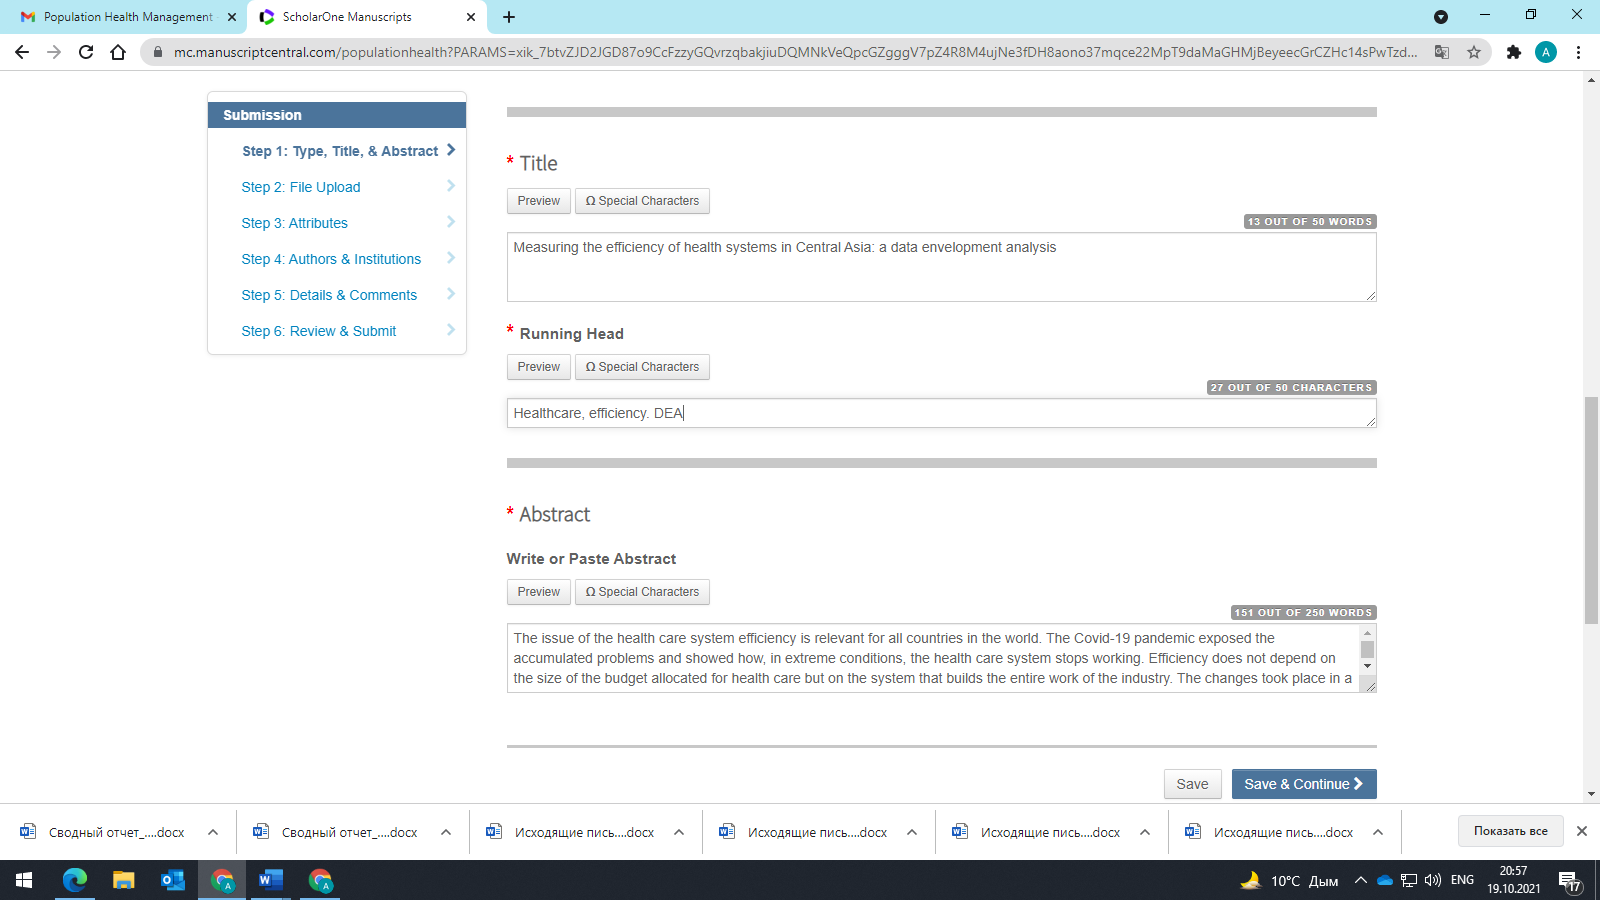 Population Health Management
ScholarOne Manuscripts
mc.manuscriptcentral.com/populationhealth?PARAMS=xik_7btvZJD2JGD87o9CcFzzyGQvrzqbakjiuDQMNkVeQpcGZgggV7pZ4R8M4ujNe3fDH8aono37mqce22MpT9daMaGHMjBeyeecGrCZHc14sPwTzd...
A
Submission
Step 1: Type, Title, & Abstract
Step 2: File Upload
Step 3: Attributes
Step 4: Authors & Institutions
Step 5: Details & Comments
Step 6: Review & Submit
* Title
Preview
Ω Special Characters
13 OUT OF 50 WORDS
Measuring the efficiency of health systems in Central Asia: a data envelopment analysis
* Running Head
Preview
Ω Special Characters
27 OUT OF 50 CHARACTERS
Healthcare, efficiency. DEA
* Abstract
Write or Paste Abstract
Preview
Ω Special Characters
151 OUT OF 250 WORDS
The issue of the health care system efficiency is relevant for all countries in the world. The Covid-19 pandemic exposed the
accumulated problems and showed how, in extreme conditions, the health care system stops working. Efficiency does not depend on
the size of the budget allocated for health care but on the system that builds the entire work of the industry. The changes took place in a
Save
Save & Continue
Сводный отчет_....docx
Сводный отчет_....docx
Исходящие пись....docx
Исходящие пись....docx
Исходящие пись....docx
Исходящие пись....docx
Показать все
10°C Дым
ENG
20:57
19.10.2021
17